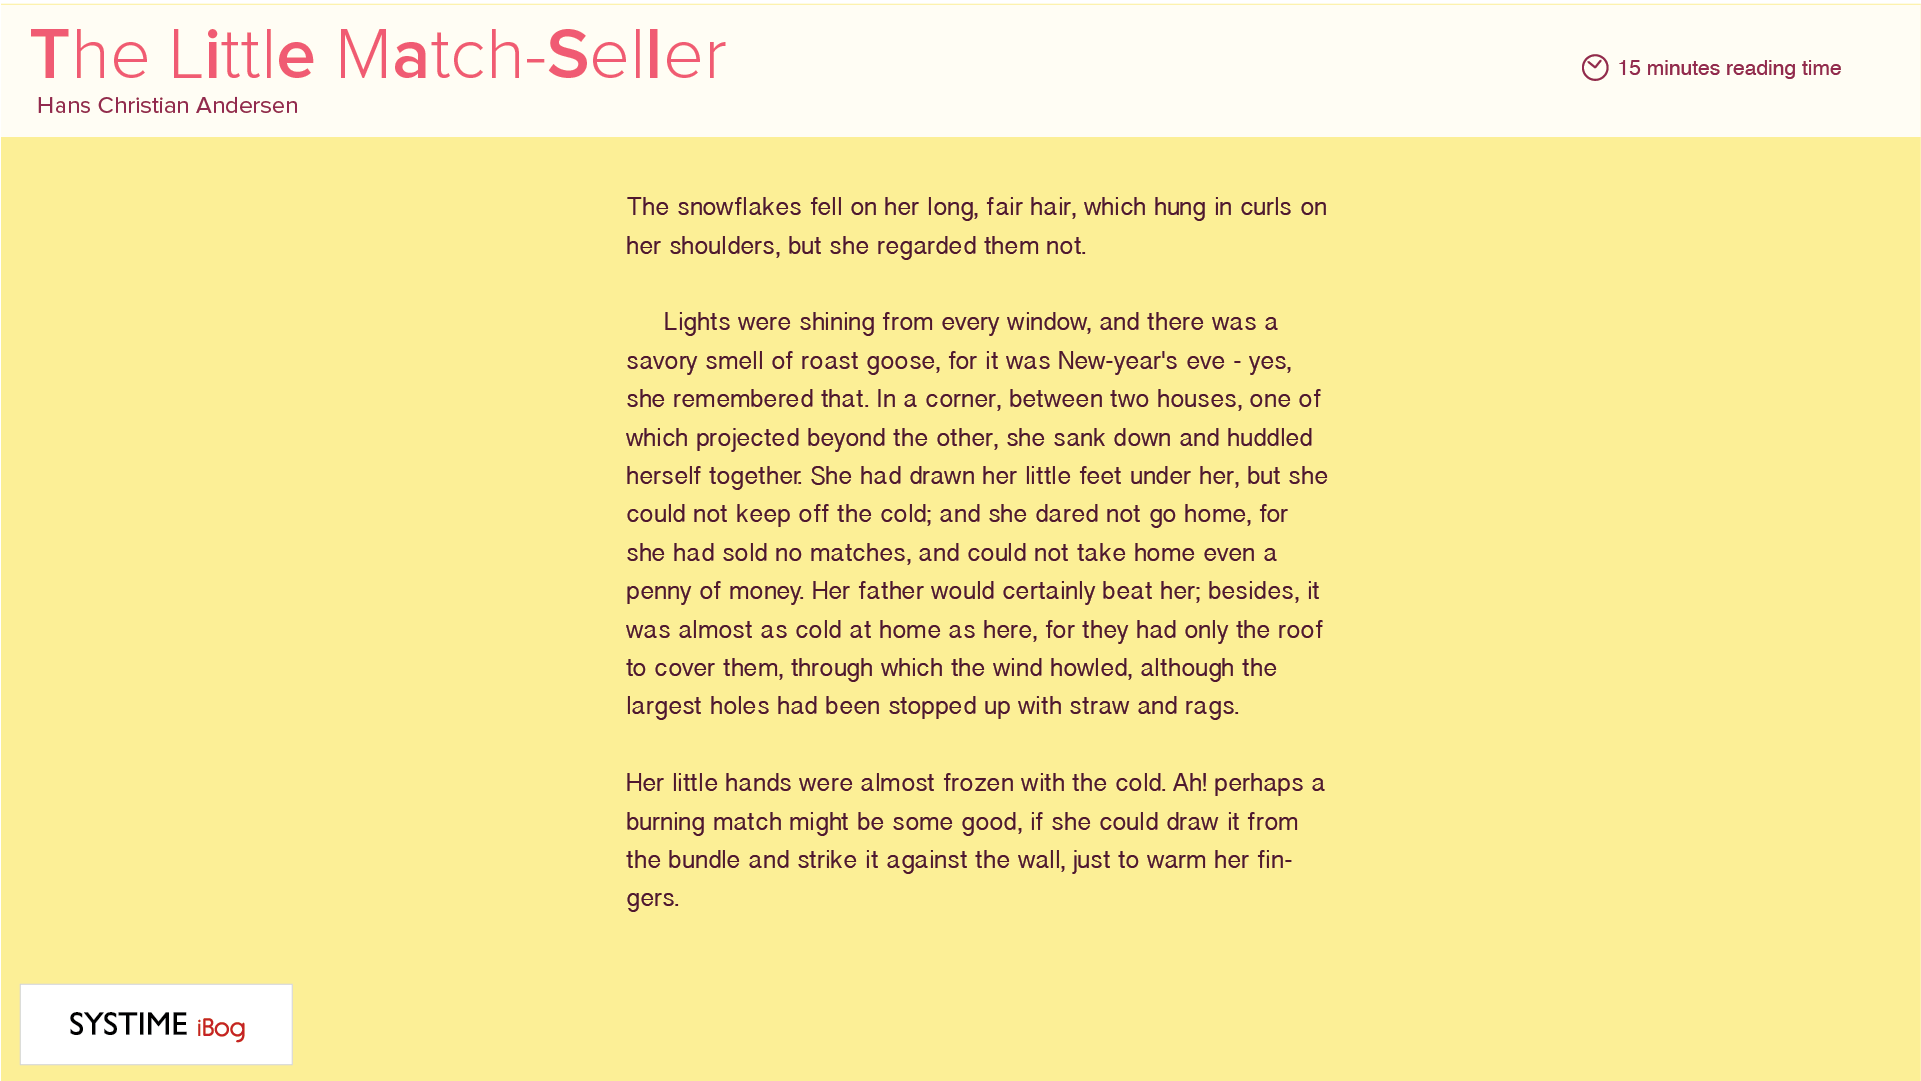 The Little Match-Seller
Hans Christian Andersen
15 minutes reading time
The snowflakes fell on her long, fair hair, which hung in curls on
her shoulders, but she regarded them not.
Lights were shining from every window, and there was a
savory smell of roast goose, for it was New-year's eve - yes,
she remembered that. In a corner, between two houses, one of
which projected beyond the other, she sank down and huddled
herself together. She had drawn her little feet under her, but she
could not keep off the cold; and she dared not go home, for
she had sold no matches, and could not take home even a
penny of money. Her father would certainly beat her; besides, it
was almost as cold at home as here, for they had only the roof
to cover them, through which the wind howled, although the
largest holes had been stopped up with straw and rags.
Her little hands were almost frozen with the cold. Ah! perhaps a
burning match might be some good, if she could draw it from
the bundle and strike it against the wall, just to warm her fin-
gers.
SYSTIME iBog